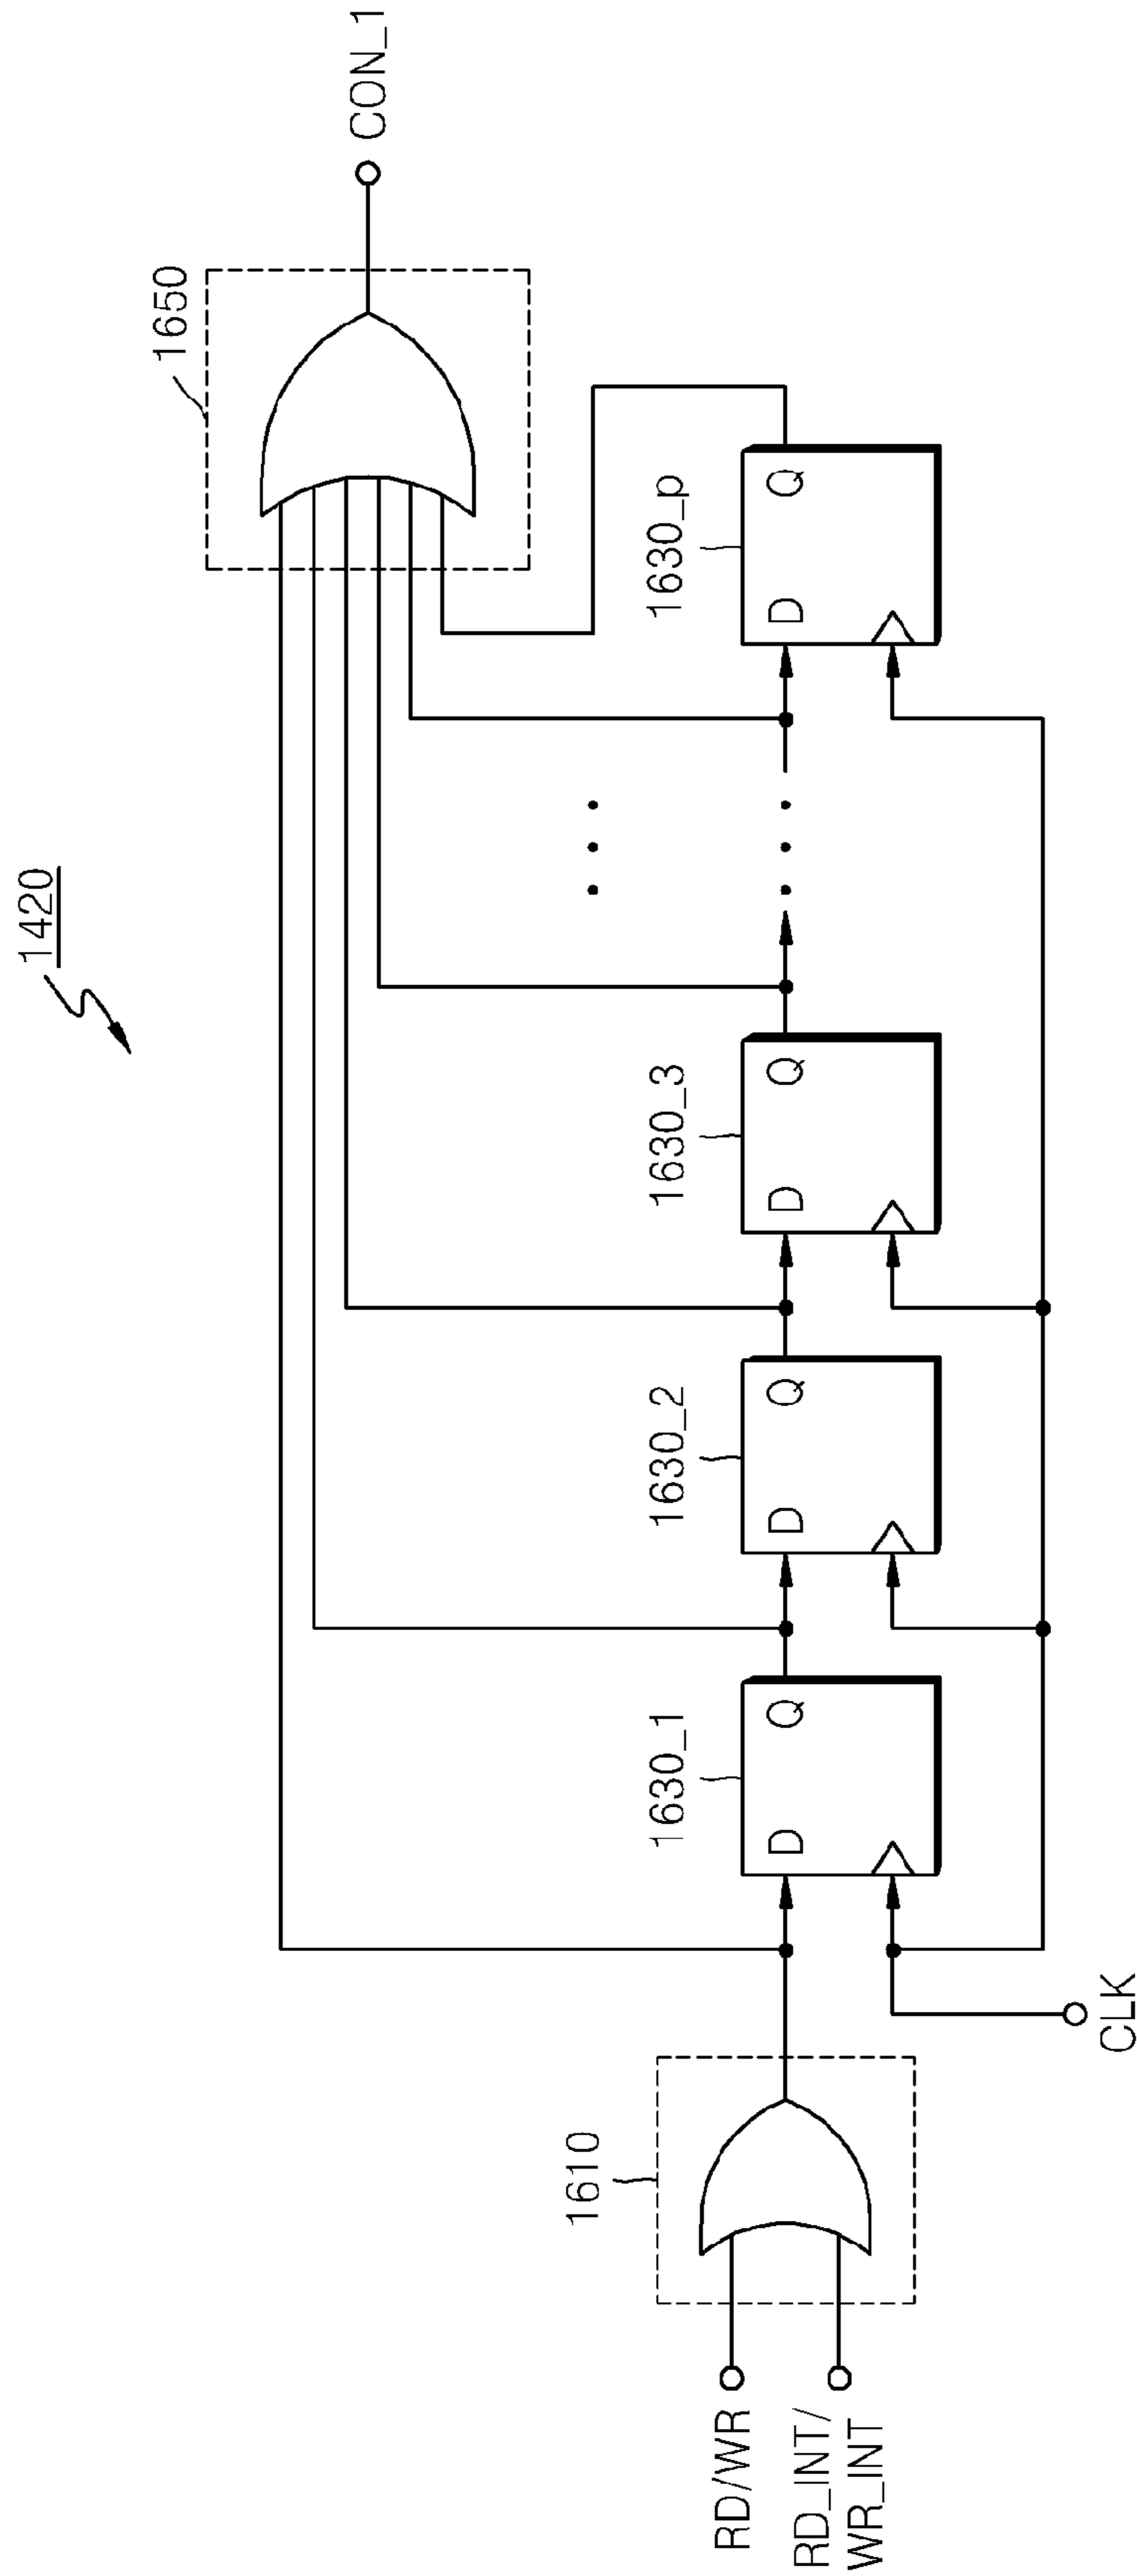 1420
1650
CON_1
1610
1630_1
1630_2
1630_3
1630_p
D
Q
D
Q
D
Q
D
Q
RD/WR
RD_INT/
WR_INT
CLK